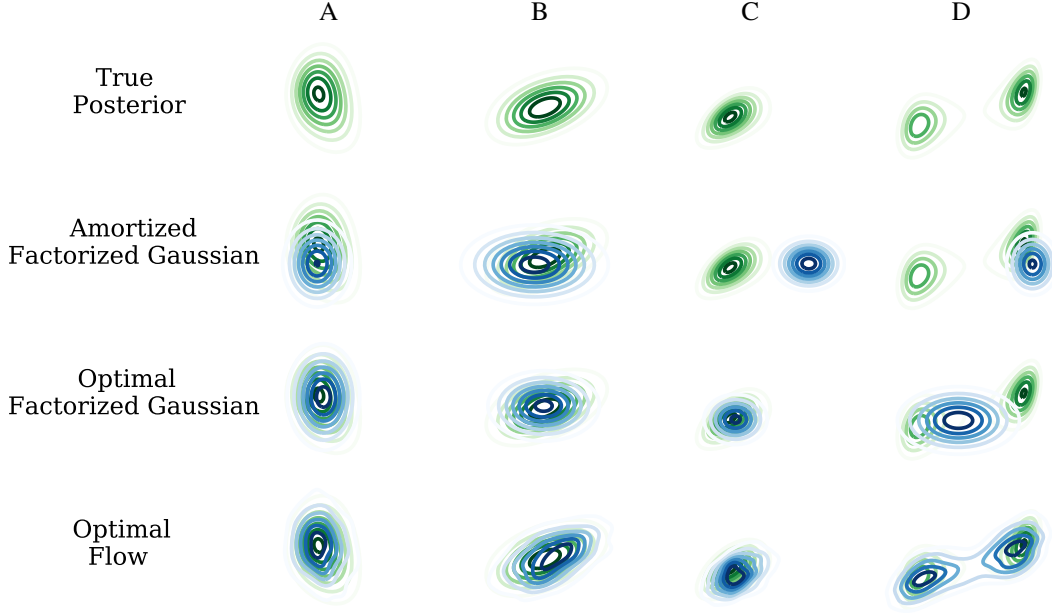 A B C D
True
Posterior
Amortized
Factorized Gaussian
Optimal
Factorized Gaussian
Optimal
Flow